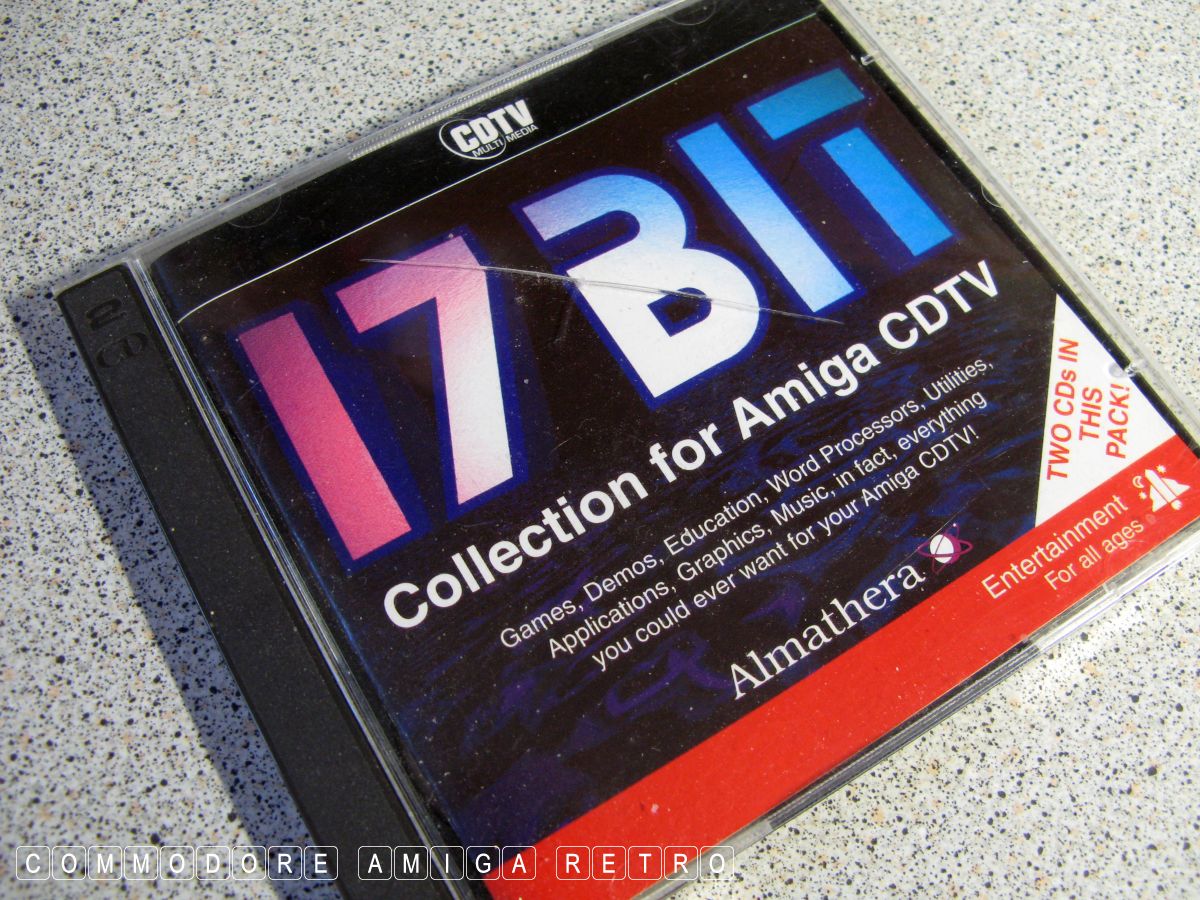 CDTV
MULTI MEDIA
17 BIT
Collection for Amiga CDTV
Games, Demos, Education, Word Processors, Utilities,
Applications, Graphics, Music, in fact, everything
you could ever want for your Amiga CDTV!
TWO CDs IN
THIS
PACK!
Almathera
Entertainment
For all ages
COMMODORE AMIGA RETRO